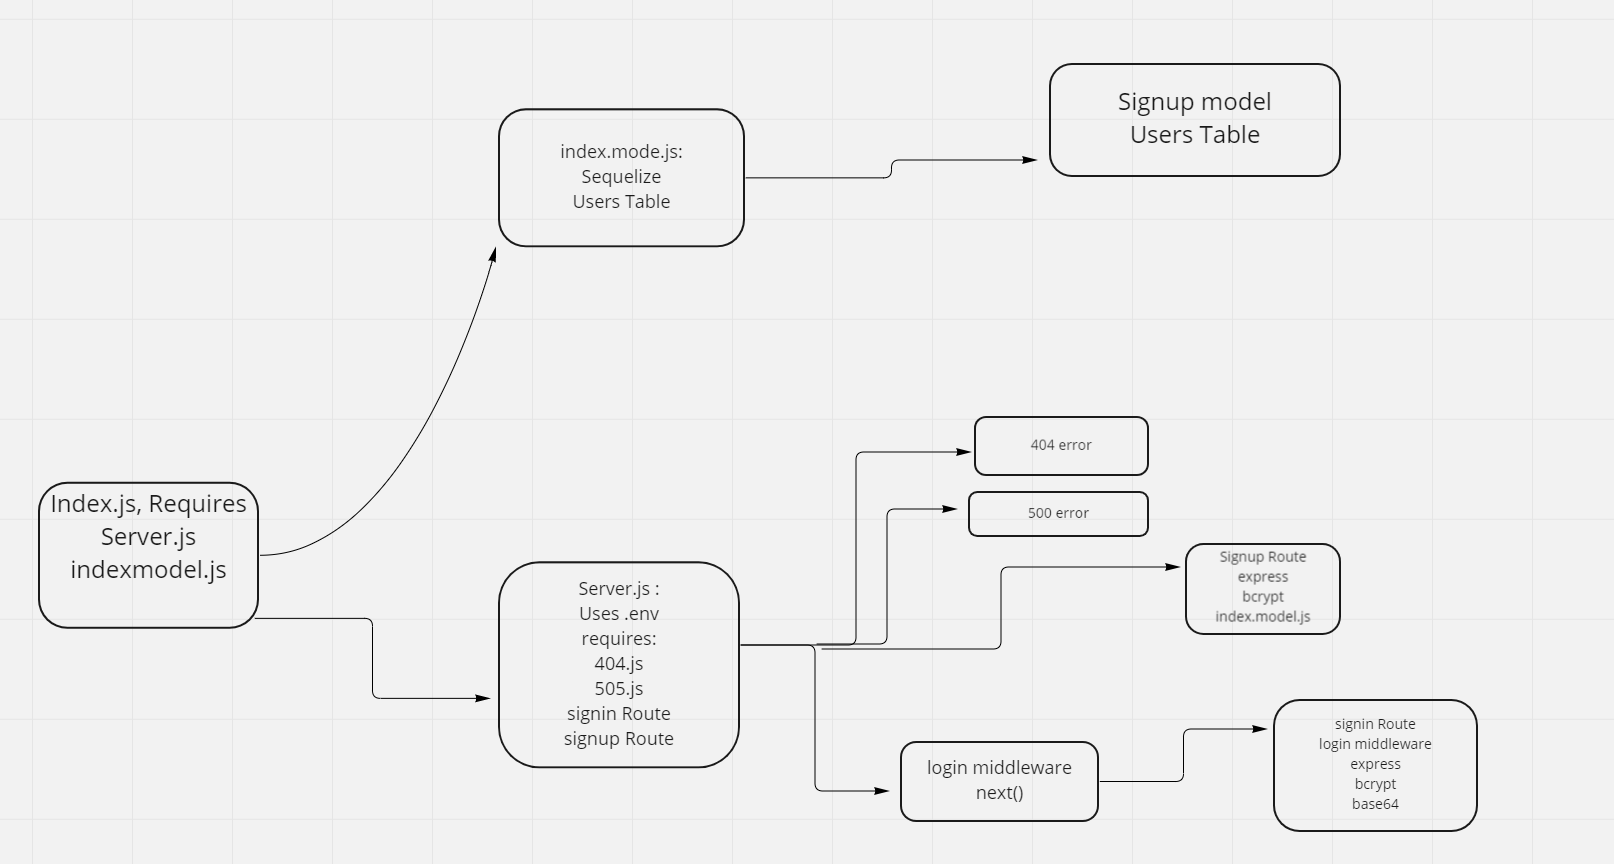 Signup model
Users Table
index.mode.js:
Sequelize
Users Table
404 error
500 error
Index.js, Requires
Server.js
indexmodel.js
Signup Route
express
bcrypt
index.model.js
Server.js :
Uses .env
requires:
404.js
505.js
signin Route
signup Route
login middleware
next()
signin Route
login middleware
express
bcrypt
base64